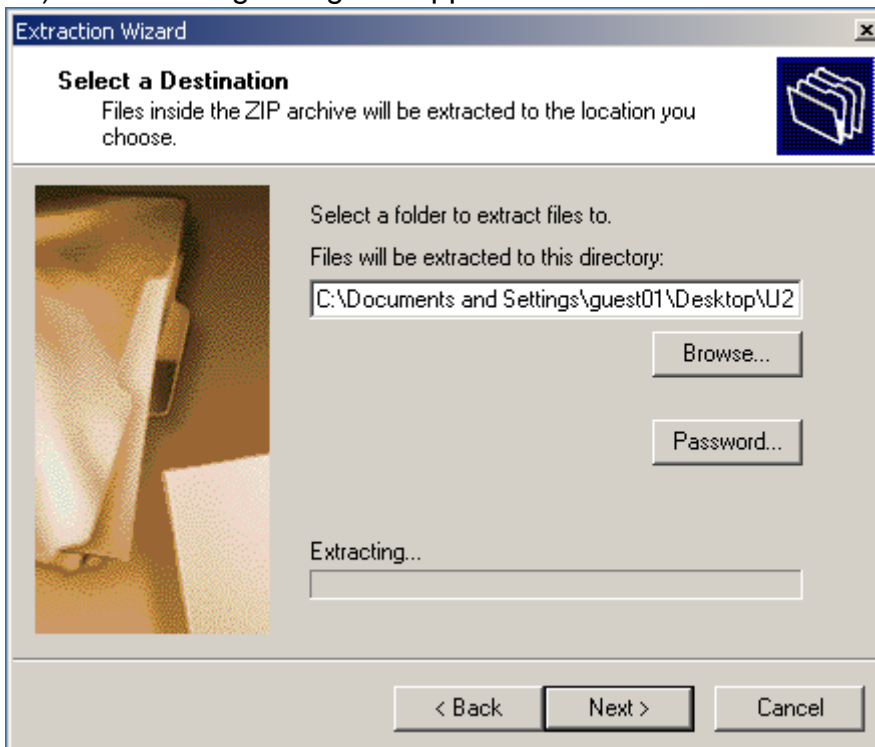 Extraction Wizard
Select a Destination
Files inside the ZIP archive will be extracted to the location you
choose.
Select a folder to extract files to.
Files will be extracted to this directory:
C:\Documents and Settings\guest01\Desktop\U2
Browse...
Password...
Extracting...
< Back Next > Cancel